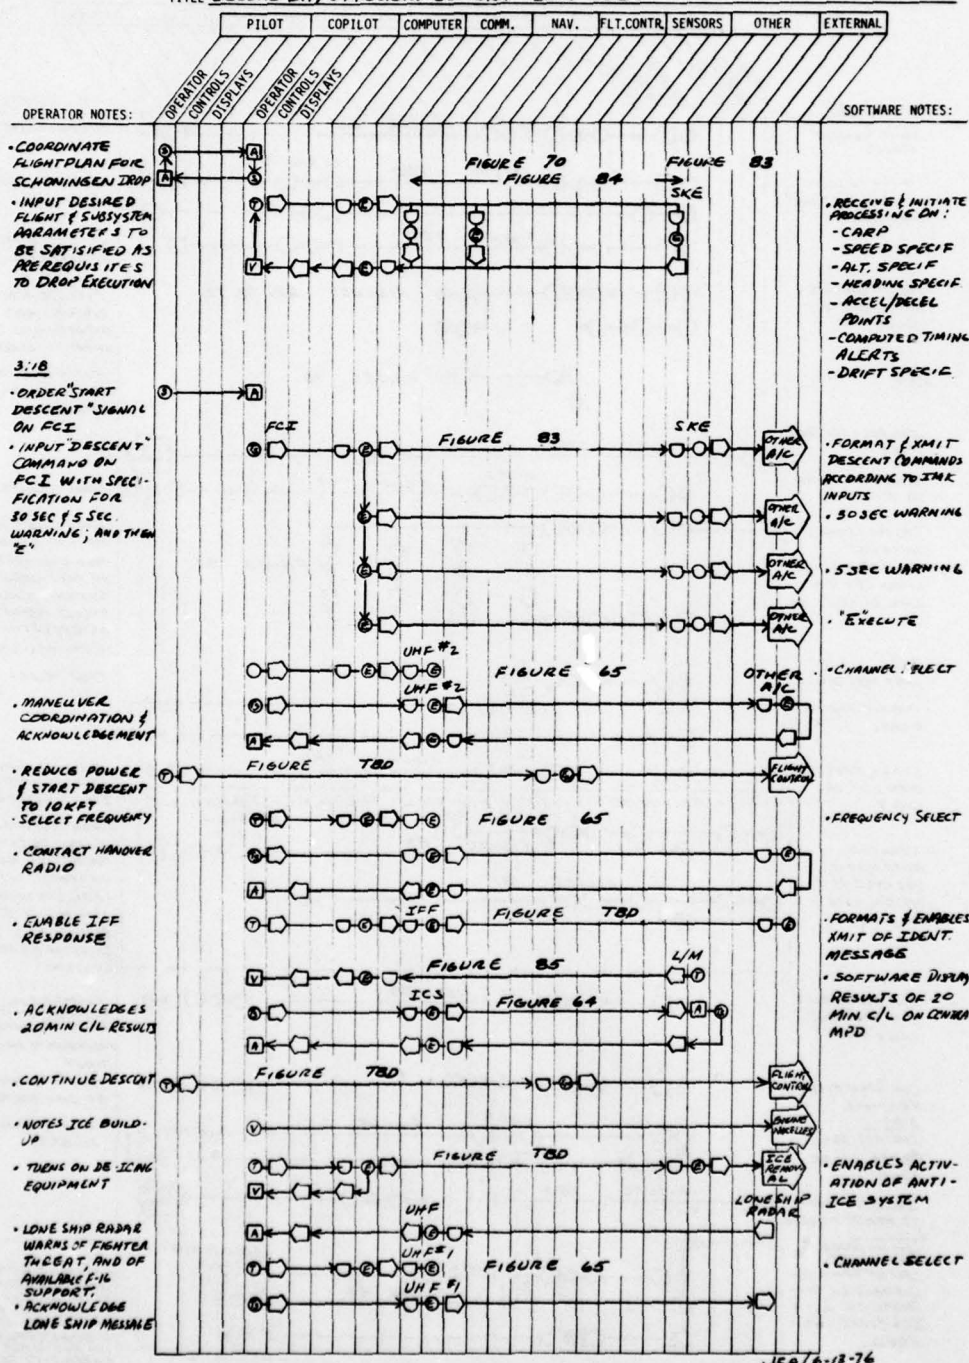 TITLE
PILOT COPILOT COMPUTER COMM. NAV. FLT.CONTR. SENSORS OTHER EXTERNAL
OPERATOR CONTROLS DISPLAYS OPERATOR CONTROLS DISPLAYS
OPERATOR NOTES: SOFTWARE NOTES:
• COORDINATE
FLIGHTPLAN FOR
SCHONINGEN DROP
• INPUT DESIRED
FLIGHT & SUBSYSTEM
PARAMETERS TO
BE SATISIFIED AS
PREREQUISITES
TO DROP EXECUTION
3:18
• ORDER "START
DESCENT" SIGNAL
ON FCI
• INPUT "DESCENT"
COMMAND ON
FCI WITH SPECI-
FICATION FOR
30 SEC & 5 SEC.
WARNING; AND THEN
"E"
• MANEUVER
COORDINATION &
ACKNOWLEDGEMENT
• REDUCE POWER
& START DESCENT
TO 10 KFT
• SELECT FREQUENCY
• CONTACT HANOVER
RADIO
• ENABLE IFF
RESPONSE
• ACKNOWLEDGES
20 MIN C/L RESULTS
• CONTINUE DESCENT
• NOTES ICE BUILD-
UP
• TURNS ON DE-ICING
EQUIPMENT
• LONE SHIP RADAR
WARNS OF FIGHTER
THREAT, AND OF
AVAILABLE F-16
SUPPORT.
• ACKNOWLEDGE
LONE SHIP MESSAGE
S A
A S
FIGURE 70 FIGURE 83
FIGURE 84 SKE
T E
V E
S A
FCI FIGURE 83 SKE
S E OTHER A/C
E OTHER A/C
E OTHER A/C
E OTHER A/C
UHF #2 FIGURE 65
E E
UHF #2 OTHER A/C
S E E
A E
FIGURE TBD
T FLIGHT CONTROL
T E E FIGURE 65
S E E
A E
IFF FIGURE TBD
T E E
FIGURE 85 L/M
V E T
ICS FIGURE 64
S E A S
A E
FIGURE TBD
T FLIGHT CONTROL
V ENGINE NACELLES
FIGURE TBD
T E E ICE REMOVAL
V
UHF LONE SHIP RADAR
A E
UHF #1 FIGURE 65
T E E
UHF #1
S E
• RECEIVE & INITIATE
PROCESSING ON:
- CARP
- SPEED SPECIF
- ALT. SPECIF
- HEADING SPECIF
- ACCEL/DECEL
POINTS
- COMPUTED TIMING
ALERTS
- DRIFT SPECIF
• FORMAT & XMIT
DESCENT COMMANDS
ACCORDING TO IMK
INPUTS
• 30 SEC WARNING
• 5 SEC WARNING
• "EXECUTE"
• CHANNEL
• FREQUENCY SELECT
• FORMATS & ENABLES
XMIT OF IDENT.
MESSAGE
• SOFTWARE DISPLAY
RESULTS OF 20
MIN C/L ON
MPD
• ENABLES ACTIV-
ATION OF ANTI-
ICE SYSTEM
• CHANNEL SELECT
6-13-76